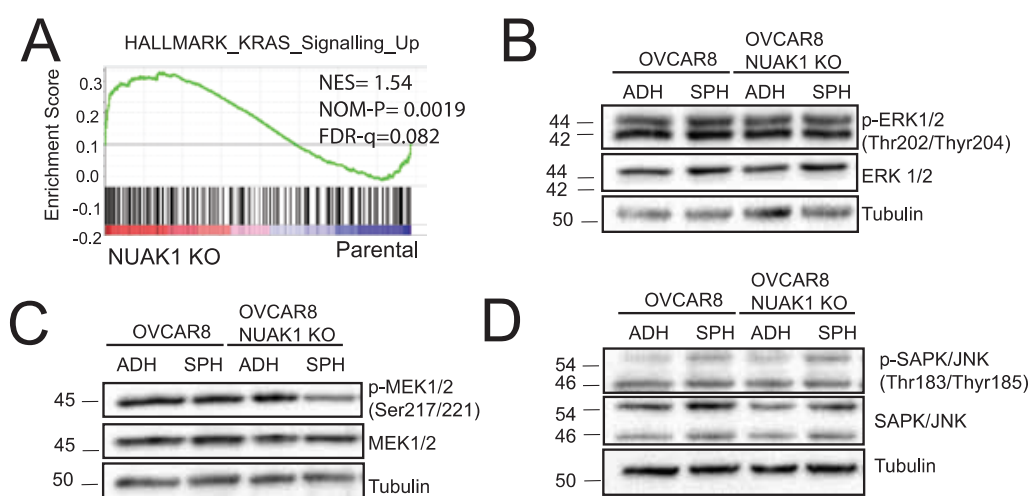 A
HALLMARK_KRAS_Signalling_Up
Enrichment Score
0.3
0.2
0.1
0.0
-0.1
-0.2
NES= 1.54
NOM-P= 0.0019
FDR-q=0.082
NUAK1 KO
Parental
B
OVCAR8
OVCAR8
NUAK1 KO
ADH SPH ADH SPH
44
42
p-ERK1/2
(Thr202/Thyr204)
44
42
ERK 1/2
50
Tubulin
C
OVCAR8
OVCAR8
NUAK1 KO
ADH SPH ADH SPH
45
p-MEK1/2
(Ser217/221)
45
MEK1/2
50
Tubulin
D
OVCAR8
OVCAR8
NUAK1 KO
ADH SPH ADH SPH
54
46
p-SAPK/JNK
(Thr183/Thyr185)
54
46
SAPK/JNK
50
Tubulin